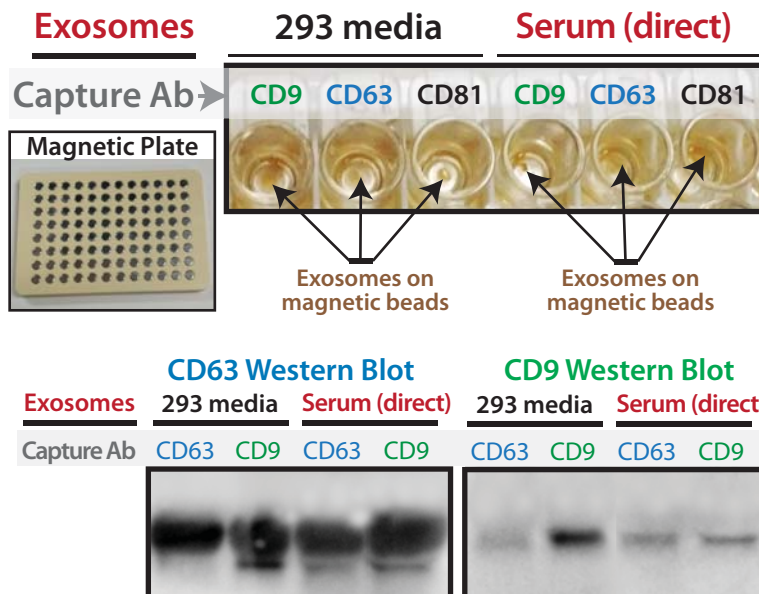 Exosomes 293 media Serum (direct)
Capture Ab CD9 CD63 CD81 CD9 CD63 CD81
Magnetic Plate
Exosomes on magnetic beads
Exosomes on magnetic beads
CD63 Western Blot CD9 Western Blot
Exosomes 293 media Serum (direct) 293 media Serum (direct
Capture Ab CD63 CD9 CD63 CD9 CD63 CD9 CD63 CD9